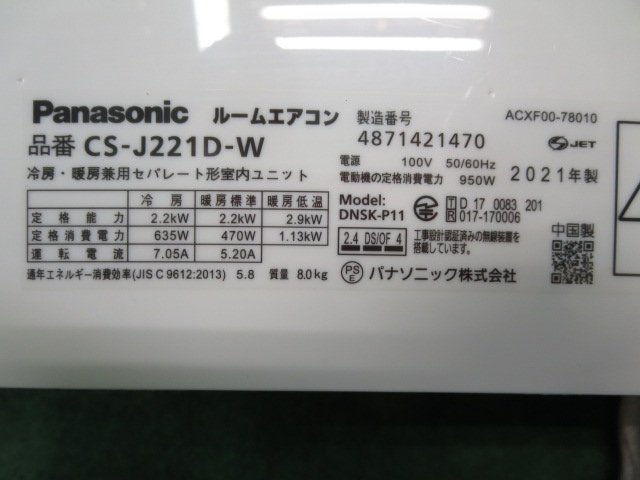 Panasonic ルームエアコン 製造番号 ACXF00-78010
品番 CS-J221D-W 4871421470 JET
冷房・暖房兼用セパレート形室内ユニット 電源 100V 50/60Hz 2021年製
電動機の定格消費電力 950W
冷房 暖房標準 暖房低温
定格能力 2.2kW 2.2kW 2.9kW
定格消費電力 635W 470W 1.13kW
運転電流 7.05A 5.20A
通年エネルギー消費効率(JIS C 9612:2013) 5.8 質量 8.0kg
Model:
DNSK-P11
T D 17 0083 201
R 017-170006
2.4 DS/OF 4
工事設計認証済みの無線装置を
搭載しています。
中国製
PS
E パナソニック株式会社